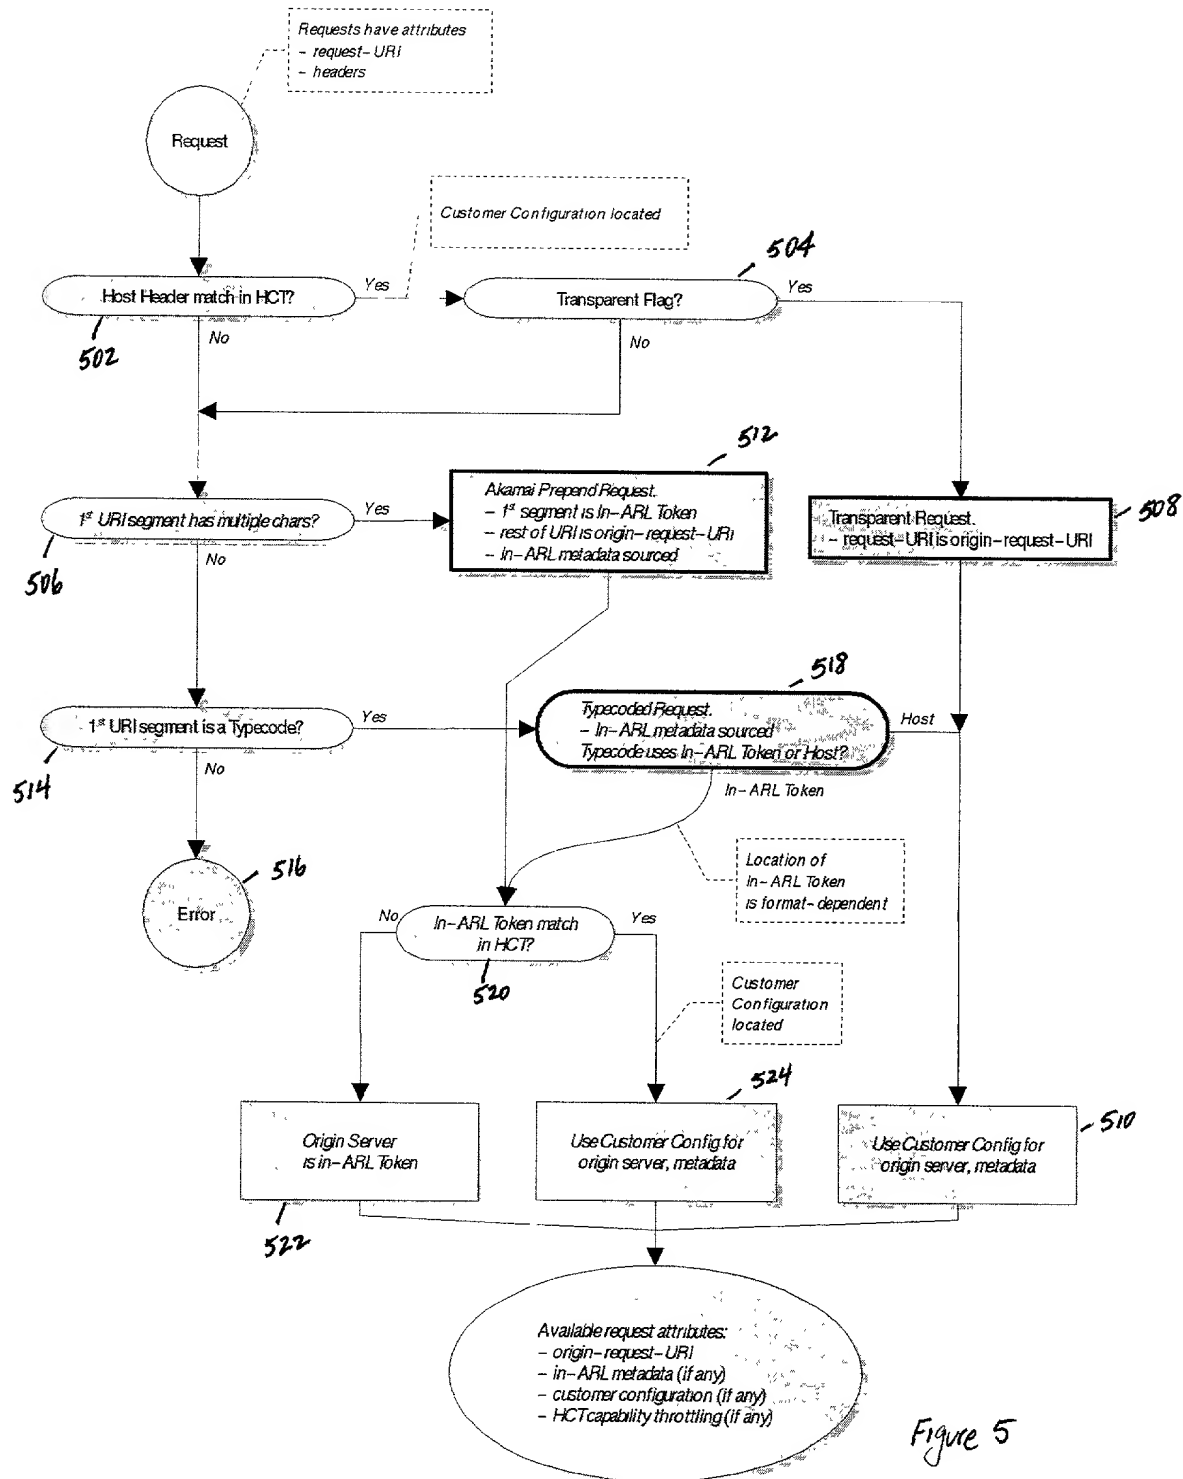 Requests have attributes
– request–URI
– headers
Request
Customer Configuration located
504
Host Header match in HCT?
Yes
Transparent Flag?
Yes
502
No
No
512
1st URI segment has multiple chars?
Yes
Akamai Prepend Request.
– 1st segment is In–ARL Token
– rest of URI is origin–request–URI
– In–ARL metadata sourced
508
Transparent Request.
– request–URI is origin–request–URI
506
No
518
1st URI segment is a Typecode?
Yes
Typecoded Request.
– In–ARL metadata sourced
Typecode uses In–ARL Token or Host?
Host
514
No
In–ARL Token
516
Error
Location of
In–ARL Token
is format–dependent
No
In–ARL Token match
in HCT?
Yes
520
Customer
Configuration
located
524
Origin Server
is in–ARL Token
Use Customer Config for
origin server, metadata
Use Customer Config for
origin server, metadata
510
522
Available request attributes:
– origin–request–URI
– in–ARL metadata (if any)
– customer configuration (if any)
– HCT capability throttling (if any)
Figure 5